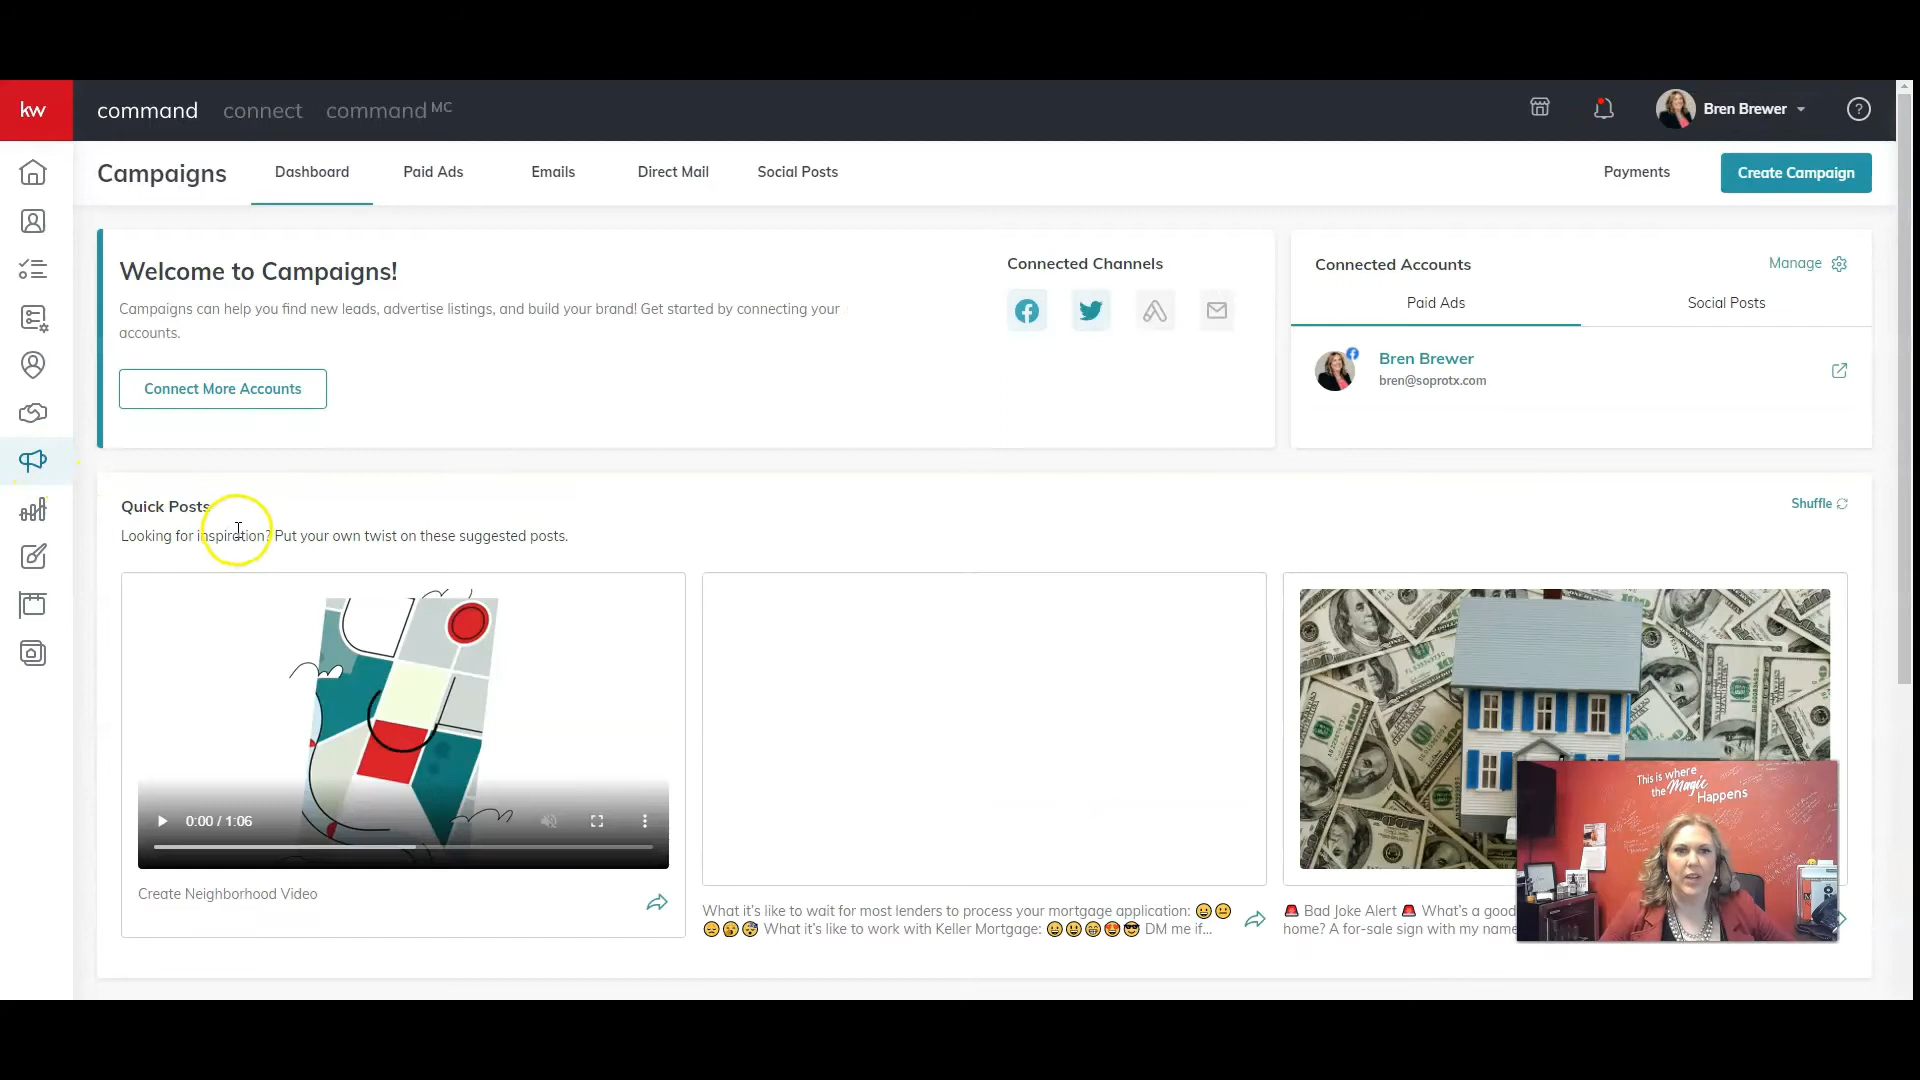 kw
command connect command MC
Bren Brewer
Campaigns Dashboard Paid Ads Emails Direct Mail Social Posts Payments Create Campaign
Welcome to Campaigns!
Campaigns can help you find new leads, advertise listings, and build your brand! Get started by connecting your
accounts.
Connect More Accounts
Connected Channels
Connected Accounts Manage
Paid Ads Social Posts
Bren Brewer
bren@soprotx.com
Quick Posts
Shuffle
Looking for inspiration? Put your own twist on these suggested posts.
0:00 / 1:06
Create Neighborhood Video
What it’s like to wait for most lenders to process your mortgage application: 😀😐
😞😵😴 What it’s like to work with Keller Mortgage: 😀😃😁🤩😎 DM me if...
🚨 Bad Joke Alert 🚨 What’s a good
home? A for-sale sign with my name
This is where
the Magic
Happens